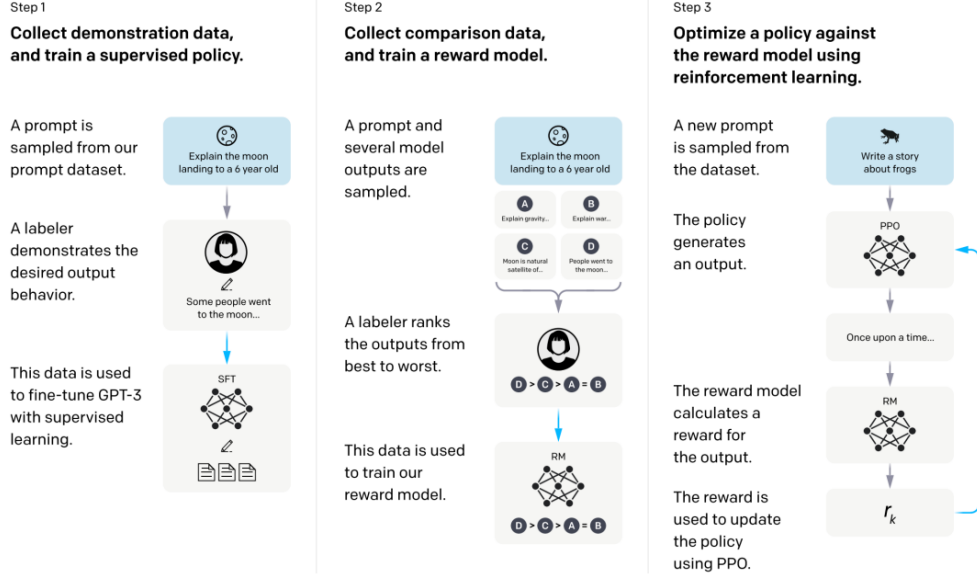 Step 1
Collect demonstration data,
and train a supervised policy.
A prompt is
sampled from our
prompt dataset.
Explain the moon
landing to a 6 year old
A labeler
demonstrates the
desired output
behavior.
Some people went
to the moon...
This data is used
to fine-tune GPT-3
with supervised
learning.
SFT
Step 2
Collect comparison data,
and train a reward model.
A prompt and
several model
outputs are
sampled.
Explain the moon
landing to a 6 year old
A
Explain gravity...
B
Explain war...
C
Moon is natural
satellite of...
D
People went to
the moon...
A labeler ranks
the outputs from
best to worst.
D > C > A = B
This data is used
to train our
reward model.
RM
D > C > A = B
Step 3
Optimize a policy against
the reward model using
reinforcement learning.
A new prompt
is sampled from
the dataset.
Write a story
about frogs
The policy
generates
an output.
PPO
Once upon a time...
The reward model
calculates a
reward for
the output.
RM
The reward is
used to update
the policy
using PPO.
rk